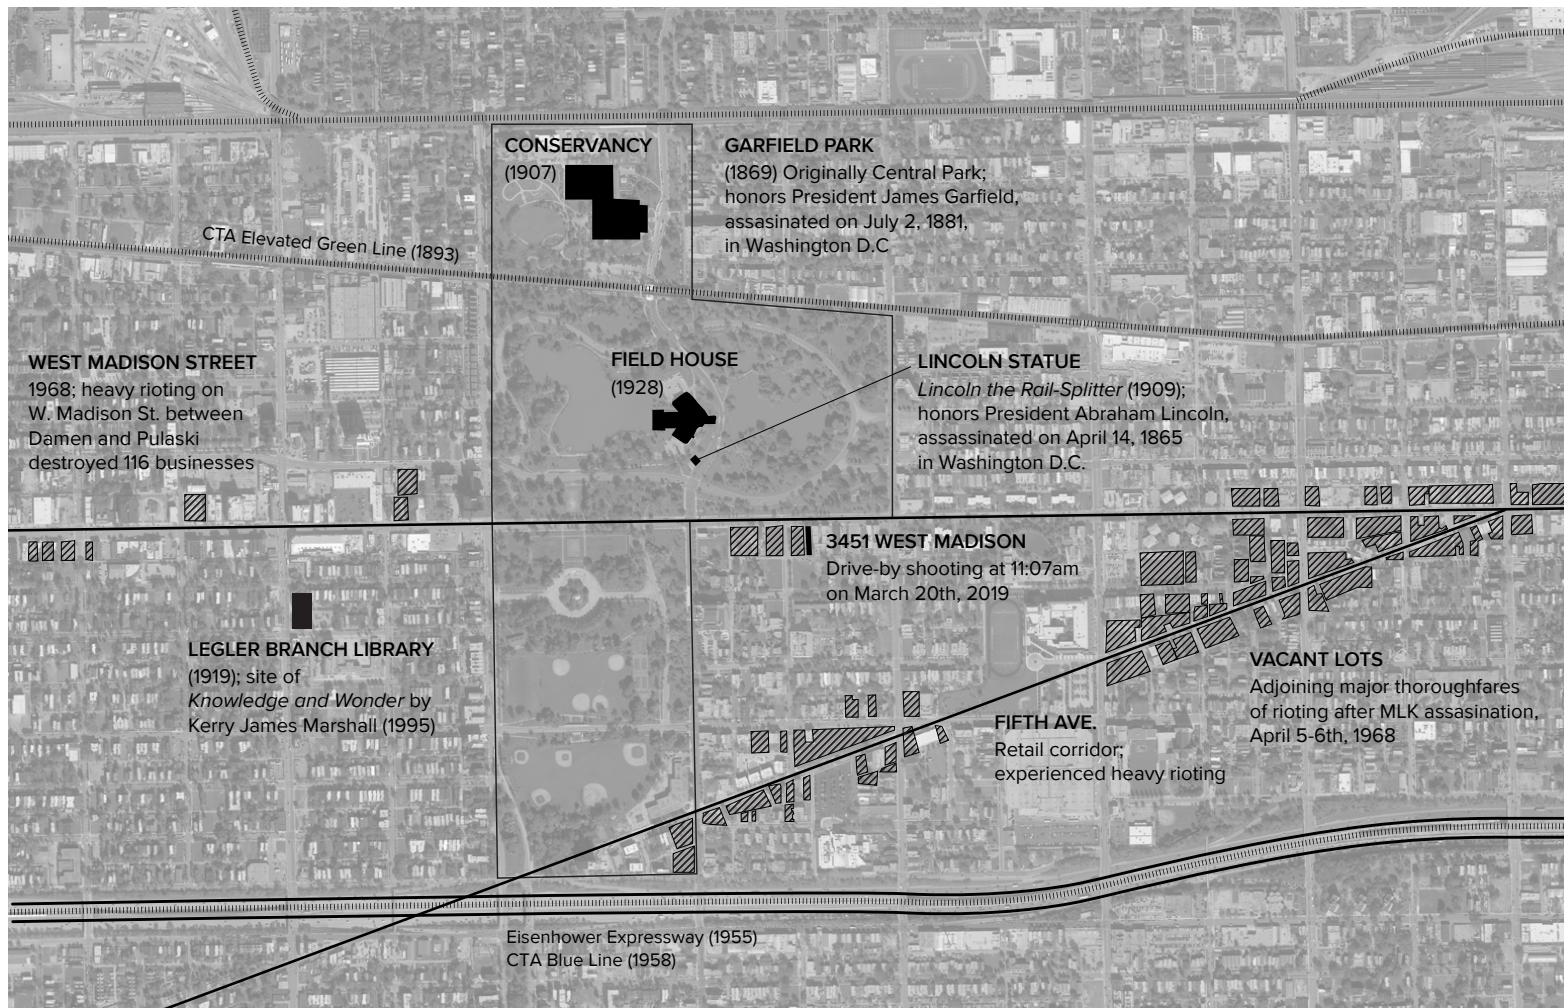 CONSERVANCY
(1907)
GARFIELD PARK
(1869) Originally Central Park;
honors President James Garfield,
assasinated on July 2, 1881,
in Washington D.C
CTA Elevated Green Line (1893)
WEST MADISON STREET
1968; heavy rioting on
W. Madison St. between
Damen and Pulaski
destroyed 116 businesses
FIELD HOUSE
(1928)
LINCOLN STATUE
Lincoln the Rail-Splitter (1909);
honors President Abraham Lincoln,
assassinated on April 14, 1865
in Washington D.C.
3451 WEST MADISON
Drive-by shooting at 11:07am
on March 20th, 2019
LEGLER BRANCH LIBRARY
(1919); site of
Knowledge and Wonder by
Kerry James Marshall (1995)
VACANT LOTS
Adjoining major thoroughfares
of rioting after MLK assasination,
April 5-6th, 1968
FIFTH AVE.
Retail corridor;
experienced heavy rioting
Eisenhower Expressway (1955)
CTA Blue Line (1958)